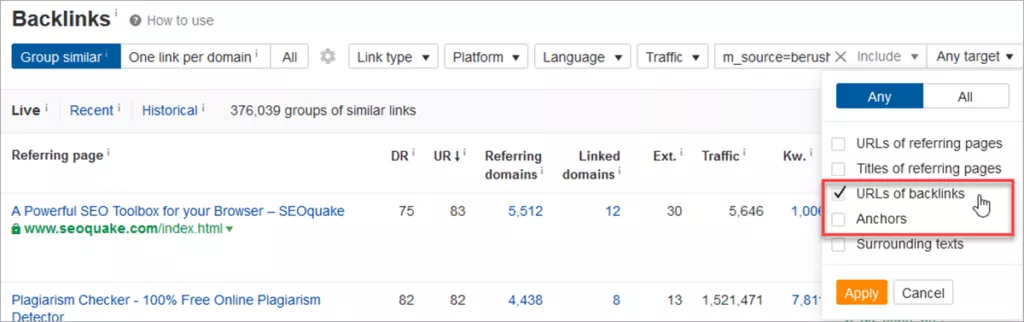 Backlinks i ? How to use
Group similar i One link per domain i All Link type Platform Language Traffic m_source=berush Include Any target
Any All
Live i Recent i Historical i 376,039 groups of similar links
URLs of referring pages
Referring page i DR i UR ↓ i Referring domains i Linked domains i Ext. i Traffic i Kw. i
Titles of referring pages
URLs of backlinks
A Powerful SEO Toolbox for your Browser – SEOquake 75 83 5,512 12 30 5,646 1,006
www.seoquake.com/index.html
Anchors
Surrounding texts
Apply Cancel
Plagiarism Checker - 100% Free Online Plagiarism 82 82 4,438 8 13 1,521,471 7,811
Detector